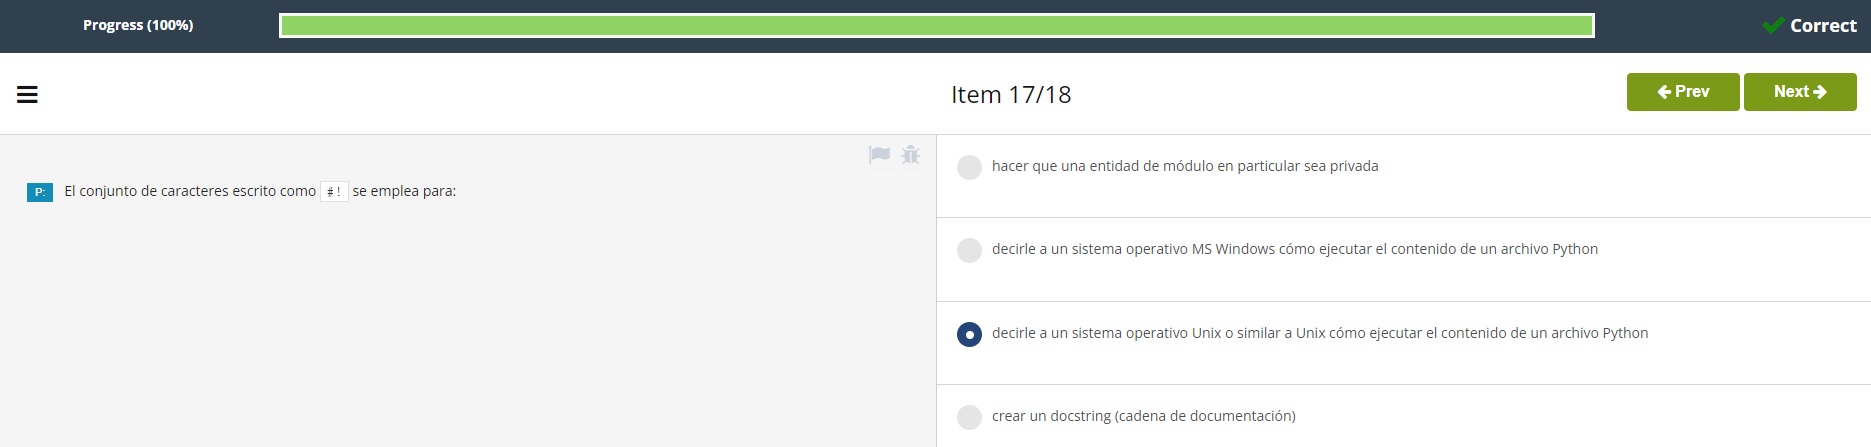 Progress (100%)
Correct
Item 17/18
Prev
Next
P: El conjunto de caracteres escrito como #! se emplea para:
hacer que una entidad de módulo en particular sea privada
decirle a un sistema operativo MS Windows cómo ejecutar el contenido de un archivo Python
decirle a un sistema operativo Unix o similar a Unix cómo ejecutar el contenido de un archivo Python
crear un docstring (cadena de documentación)